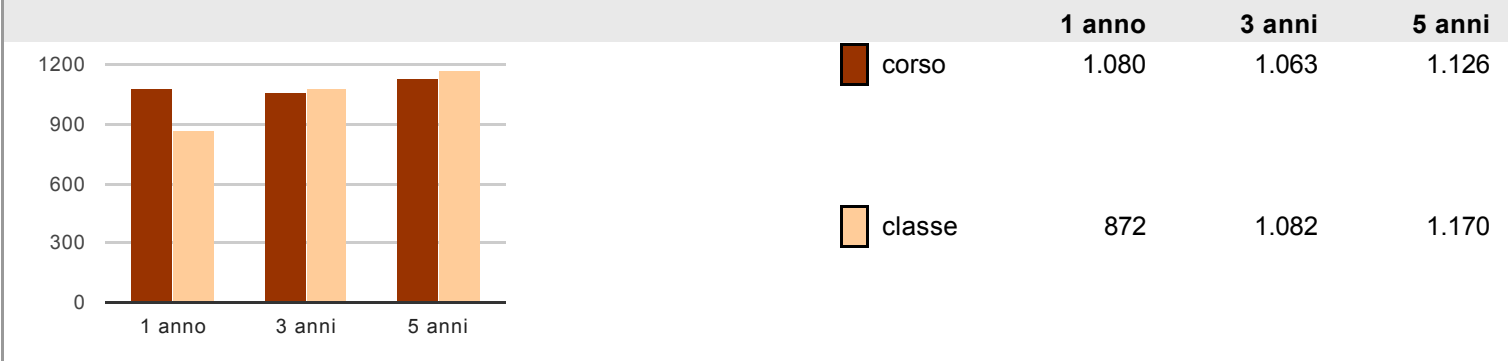 1 anno 3 anni 5 anni
corso 1.080 1.063 1.126
classe 872 1.082 1.170
1200
900
600
300
0
1 anno 3 anni 5 anni